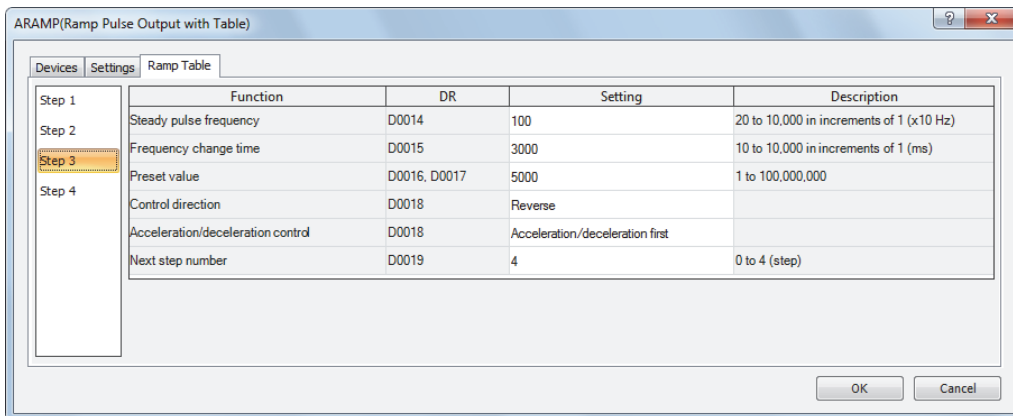 ARAMP(Ramp Pulse Output with Table)
Devices Settings Ramp Table
Step 1
Step 2
Step 3
Step 4
Function DR Setting Description
Steady pulse frequency D0014 100 20 to 10,000 in increments of 1 (x10 Hz)
Frequency change time D0015 3000 10 to 10,000 in increments of 1 (ms)
Preset value D0016, D0017 5000 1 to 100,000,000
Control direction D0018 Reverse
Acceleration/deceleration control D0018 Acceleration/deceleration first
Next step number D0019 4 0 to 4 (step)
OK Cancel